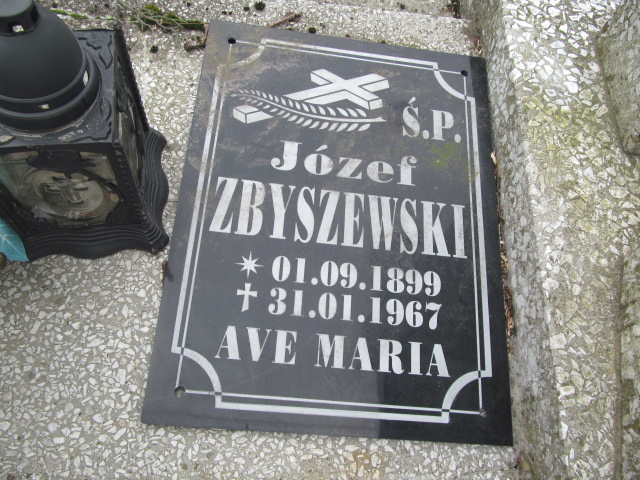 Ś.P.
Józef
ZBYSZEWSKI
* 01.09.1899
✝ 31.01.1967
AVE MARIA